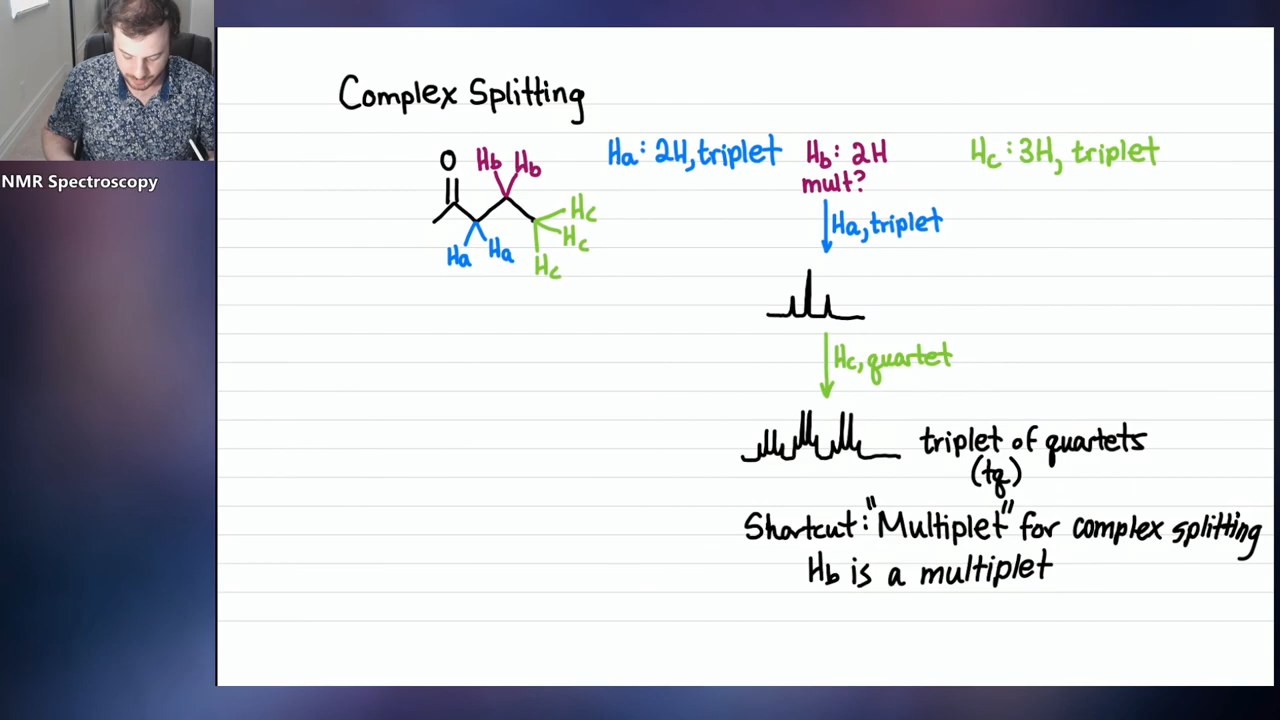 NMR Spectroscopy
Complex Splitting
O
Hb Hb
Hc
Hc
Hc
Ha Ha
Ha: 2H, triplet
Hb: 2H
mult?
Hc: 3H, triplet
Ha, triplet
Hc, quartet
triplet of quartets
(tq)
Shortcut: "Multiplet" for complex splitting
Hb is a multiplet